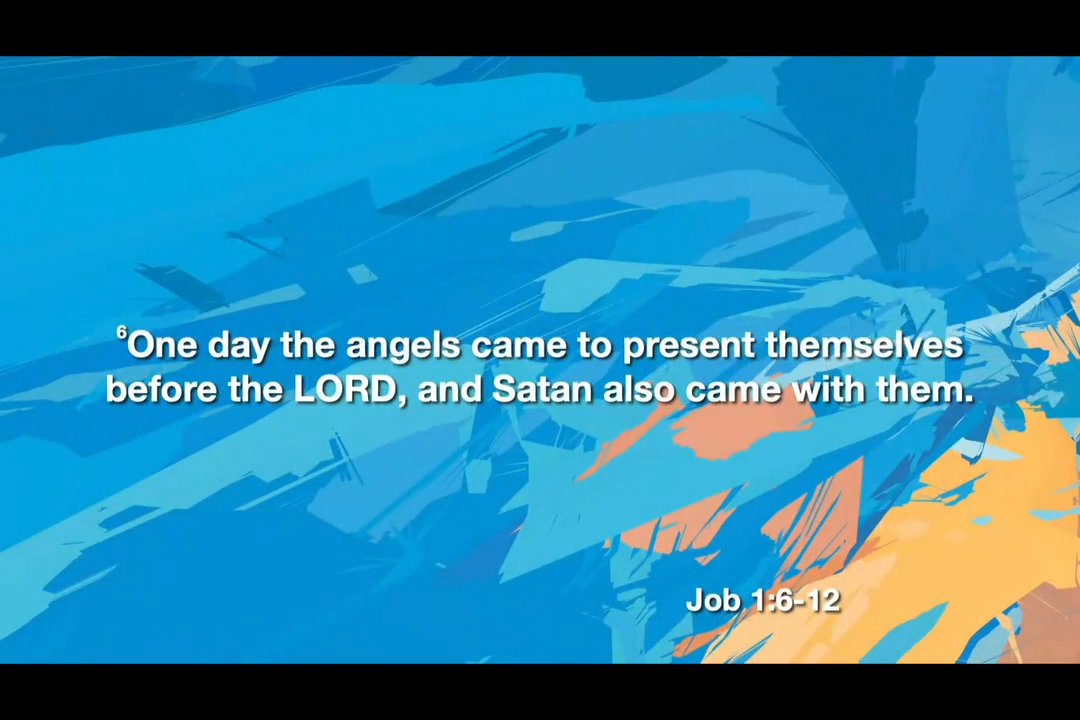 ⁶One day the angels came to present themselves
before the LORD, and Satan also came with them.
Job 1:6-12